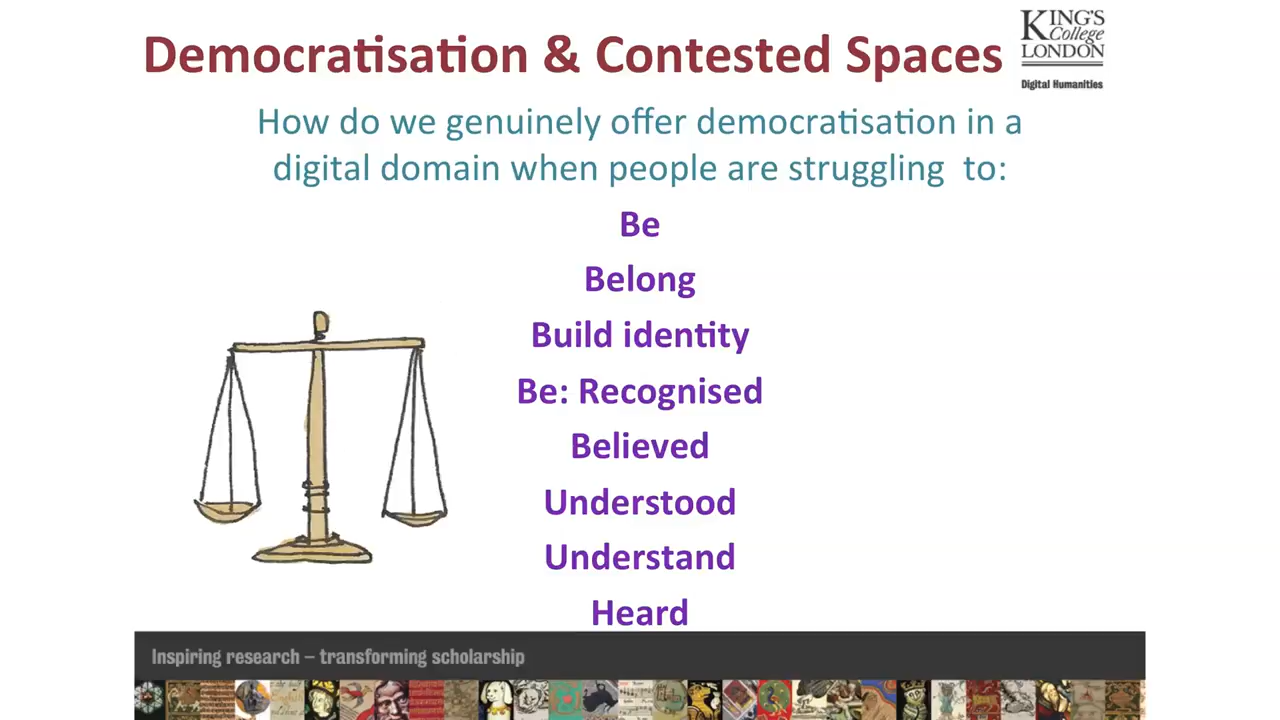 Democratisation & Contested Spaces
KING'S
College
LONDON
Digital Humanities
How do we genuinely offer democratisation in a
digital domain when people are struggling to:
Be
Belong
Build identity
Be: Recognised
Believed
Understood
Understand
Heard
Inspiring research – transforming scholarship